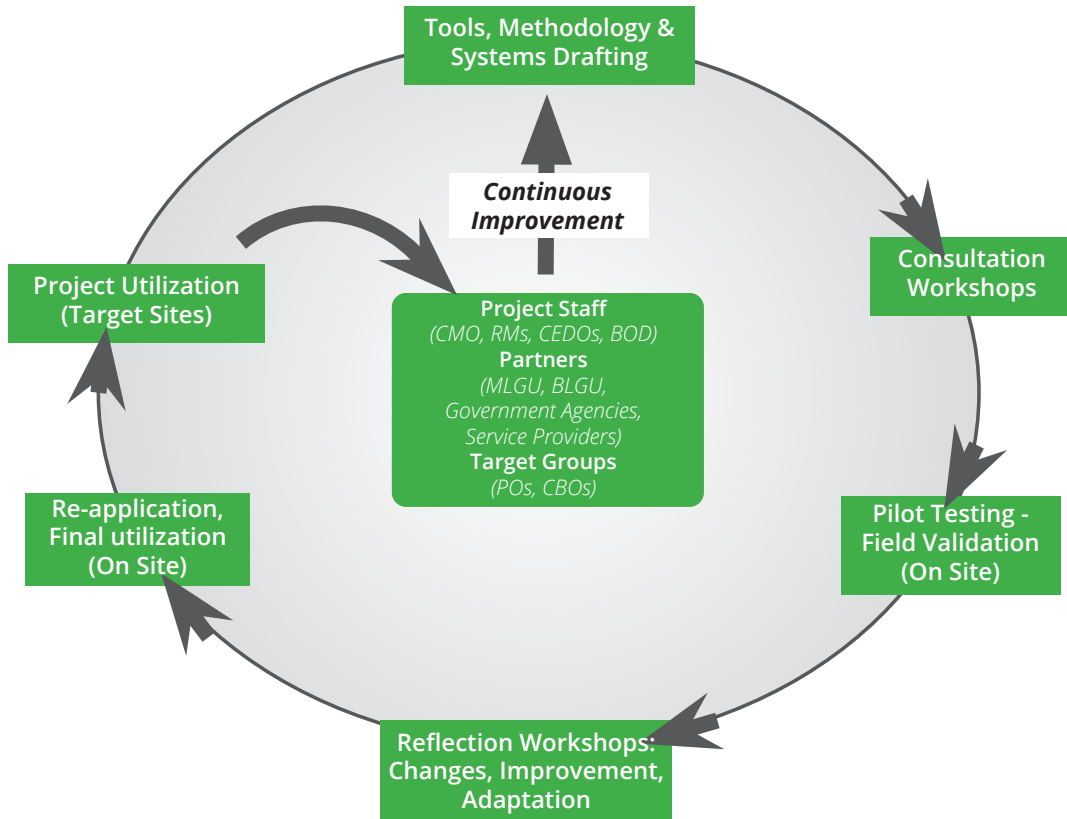 Tools, Methodology &
Systems Drafting
Continuous
Improvement
Consultation
Workshops
Project Utilization
(Target Sites)
Project Staff
(CMO, RMs, CEDOs, BOD)
Partners
(MLGU, BLGU,
Government Agencies,
Service Providers)
Target Groups
(POs, CBOs)
Re-application,
Final utilization
(On Site)
Pilot Testing -
Field Validation
(On Site)
Reflection Workshops:
Changes, Improvement,
Adaptation